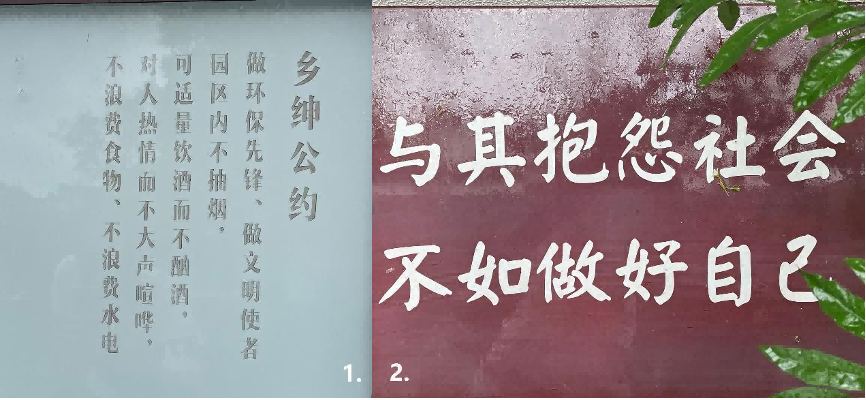 乡绅公约
做环保先锋、做文明使者
园区内不抽烟,
可适量饮酒而不酗酒,
对人热情而不大声喧哗,
不浪费食物、不浪费水电
1.
与其抱怨社会
不如做好自己
2.